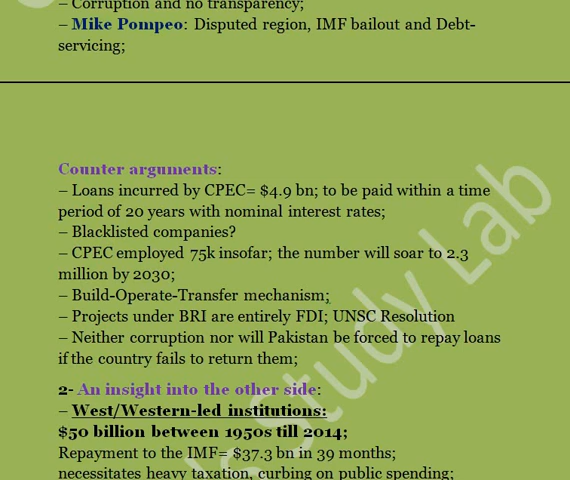 – Corruption and no transparency;
– Mike Pompeo: Disputed region, IMF bailout and Debt-
servicing;
Counter arguments:
– Loans incurred by CPEC= $4.9 bn; to be paid within a time
period of 20 years with nominal interest rates;
– Blacklisted companies?
– CPEC employed 75k insofar; the number will soar to 2.3
million by 2030;
– Build-Operate-Transfer mechanism;
– Projects under BRI are entirely FDI; UNSC Resolution
– Neither corruption nor will Pakistan be forced to repay loans
if the country fails to return them;
2- An insight into the other side:
– West/Western-led institutions:
$50 billion between 1950s till 2014;
Repayment to the IMF= $37.3 bn in 39 months;
necessitates heavy taxation, curbing on public spending;
Study Lab